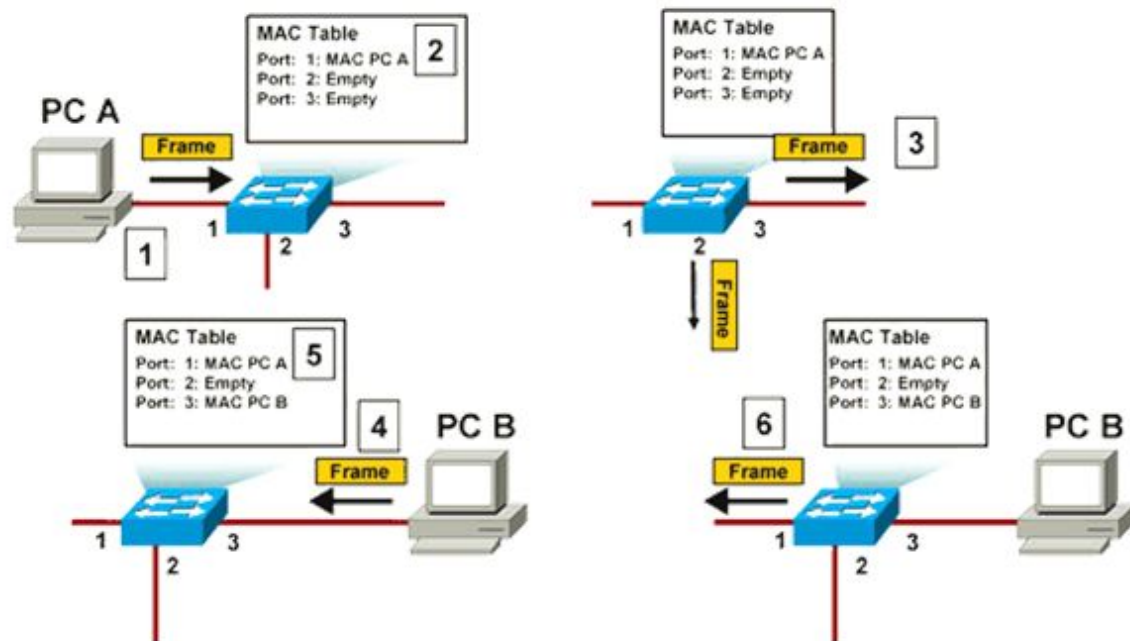 MAC Table
Port: 1: MAC PC A
Port: 2: Empty
Port: 3: Empty
2
PC A
Frame
1
1
2
3
MAC Table
Port: 1: MAC PC A
Port: 2: Empty
Port: 3: Empty
Frame
3
1
2
3
Frame
MAC Table
Port: 1: MAC PC A
Port: 2: Empty
Port: 3: MAC PC B
5
4
PC B
Frame
1
2
3
MAC Table
Port: 1: MAC PC A
Port: 2: Empty
Port: 3: MAC PC B
6
PC B
Frame
1
2
3